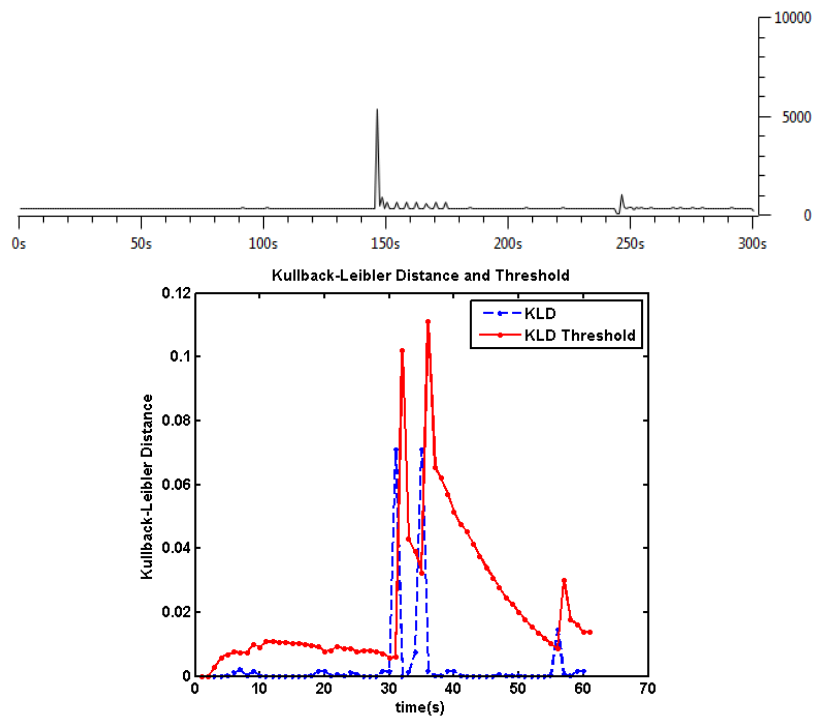 10000
5000
0
0s 50s 100s 150s 200s 250s 300s
Kullback-Leibler Distance and Threshold
0.12
0.1
0.08
0.06
0.04
0.02
0
Kullback-Leibler Distance
KLD
KLD Threshold
0 10 20 30 40 50 60 70
time(s)